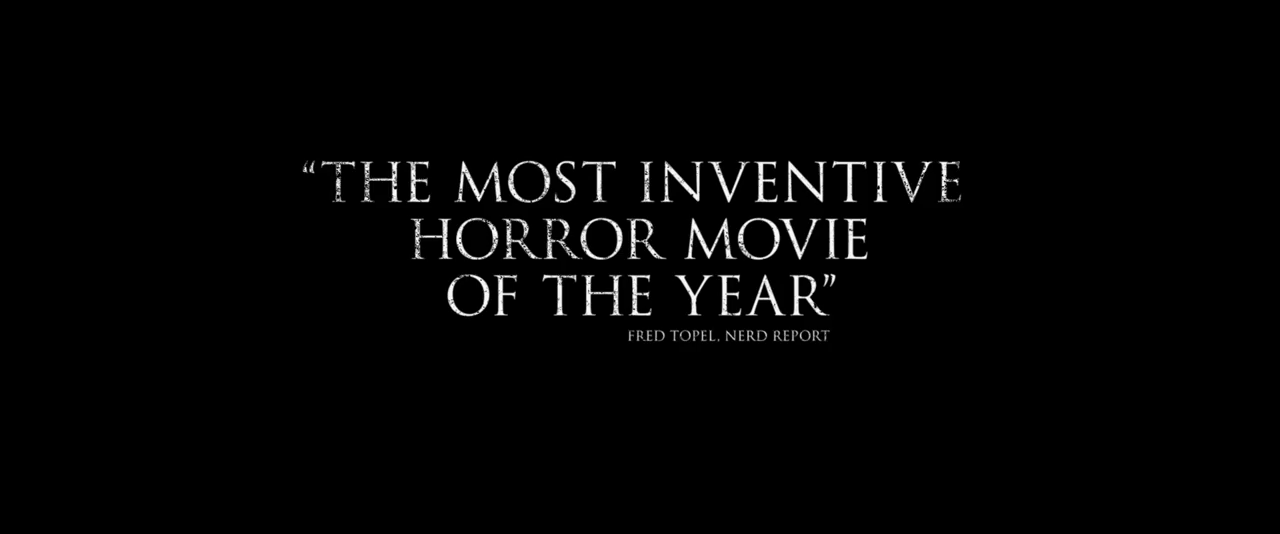 “THE MOST INVENTIVE
HORROR MOVIE
OF THE YEAR”
FRED TOPEL, NERD REPORT